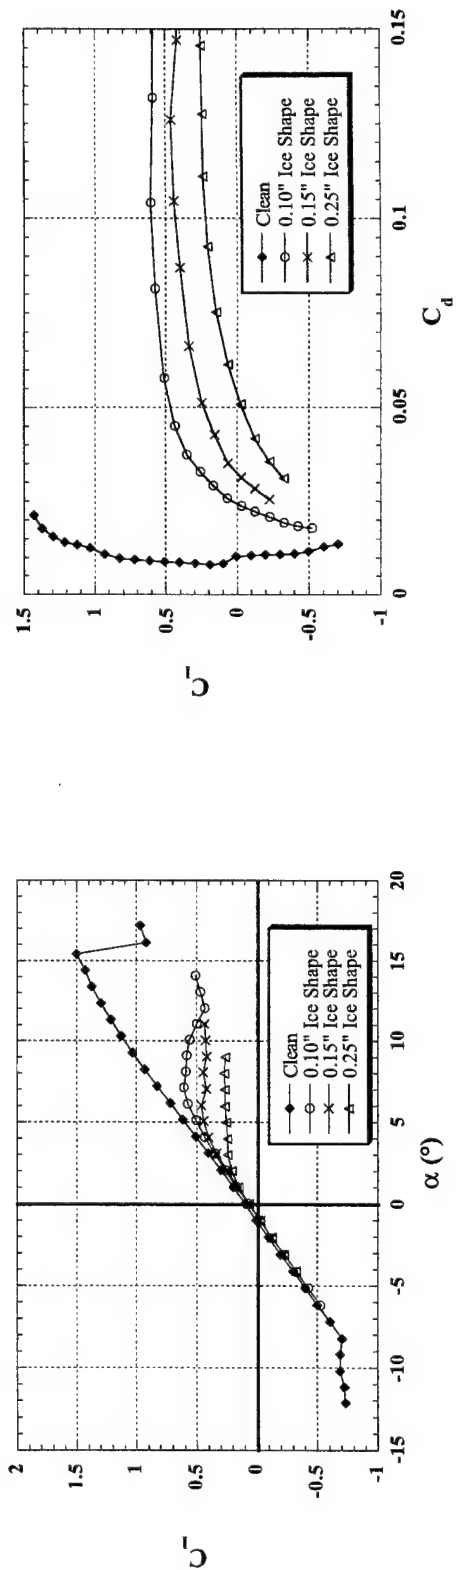 C_l
2
1.5
1
0.5
0
-0.5
-1
-15
-10
-5
0
5
10
15
20
α (°)
Clean
0.10" Ice Shape
0.15" Ice Shape
0.25" Ice Shape
C_l
1.5
1
0.5
0
-0.5
-1
0
0.05
0.1
0.15
C_d
Clean
0.10" Ice Shape
0.15" Ice Shape
0.25" Ice Shape